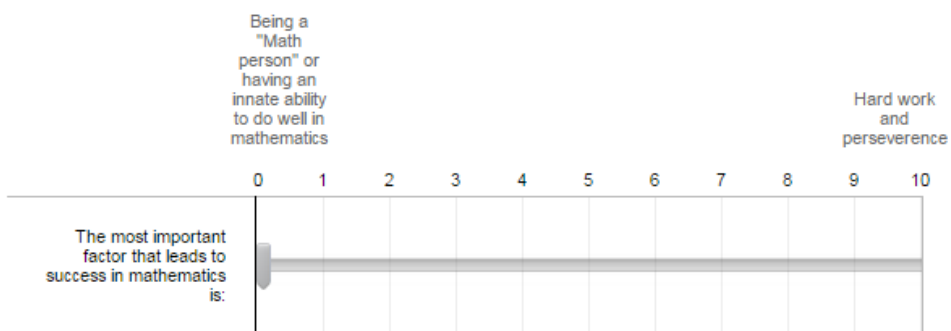 Being a
"Math
person" or
having an
innate ability
to do well in
mathematics
Hard work
and
perseverence
0 1 2 3 4 5 6 7 8 9 10
The most important
factor that leads to
success in mathematics
is: